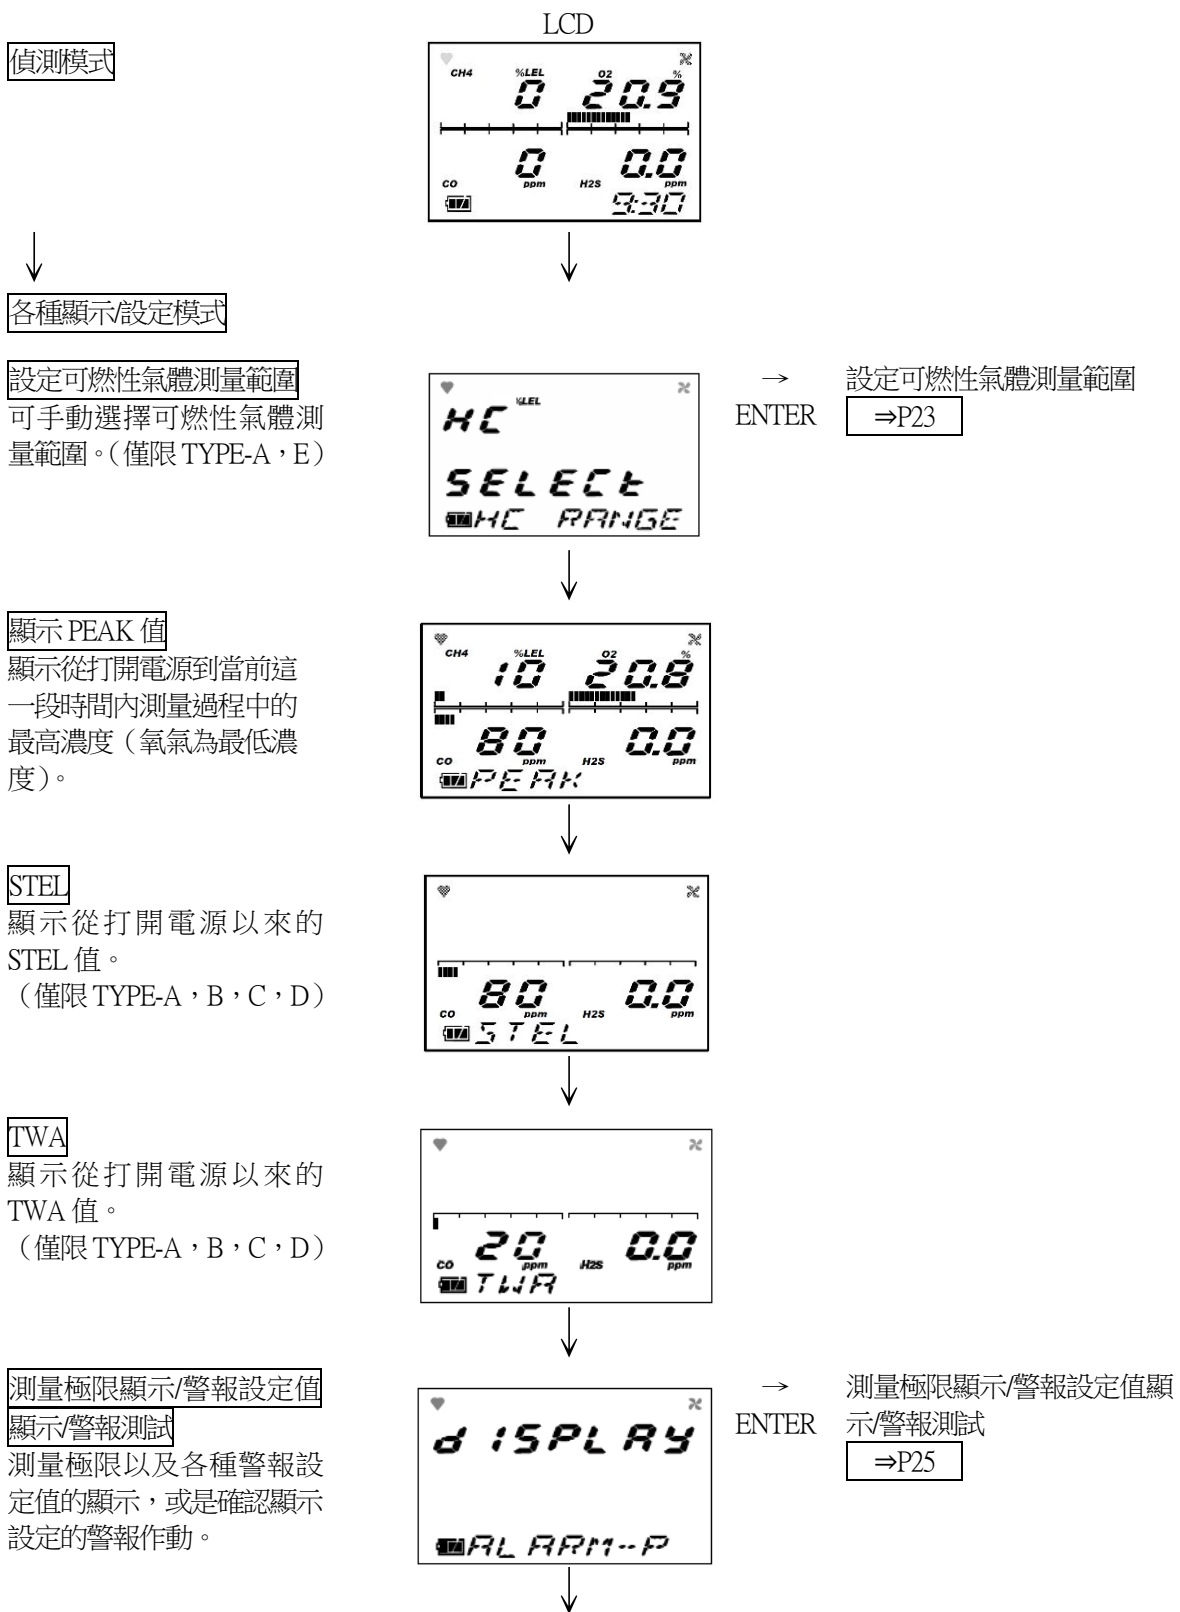 LCD
偵測模式
CH4 %LEL O2 %
0 20.9
0 0.0
CO ppm H2S ppm
9:30
各種顯示/設定模式
設定可燃性氣體測量範圍
可手動選擇可燃性氣體測
量範圍。（僅限 TYPE-A，E）
%LEL
HC
SELECt
HC RANGE
→ 設定可燃性氣體測量範圍
ENTER ⇒P23
顯示 PEAK 值
顯示從打開電源到當前這
一段時間內測量過程中的
最高濃度（氧氣為最低濃
度）。
CH4 %LEL O2 %
10 20.8
80 0.0
CO ppm H2S ppm
PEAK
STEL
顯示從打開電源以來的
STEL 值。
（僅限 TYPE-A，B，C，D）
80 0.0
CO ppm H2S ppm
STEL
TWA
顯示從打開電源以來的
TWA 值。
（僅限 TYPE-A，B，C，D）
20 0.0
CO ppm H2S ppm
TWA
測量極限顯示/警報設定值
顯示/警報測試
測量極限以及各種警報設
定值的顯示，或是確認顯示
設定的警報作動。
dISPLAY
ALARM--P
→ 測量極限顯示/警報設定值顯
ENTER 示/警報測試
⇒P25